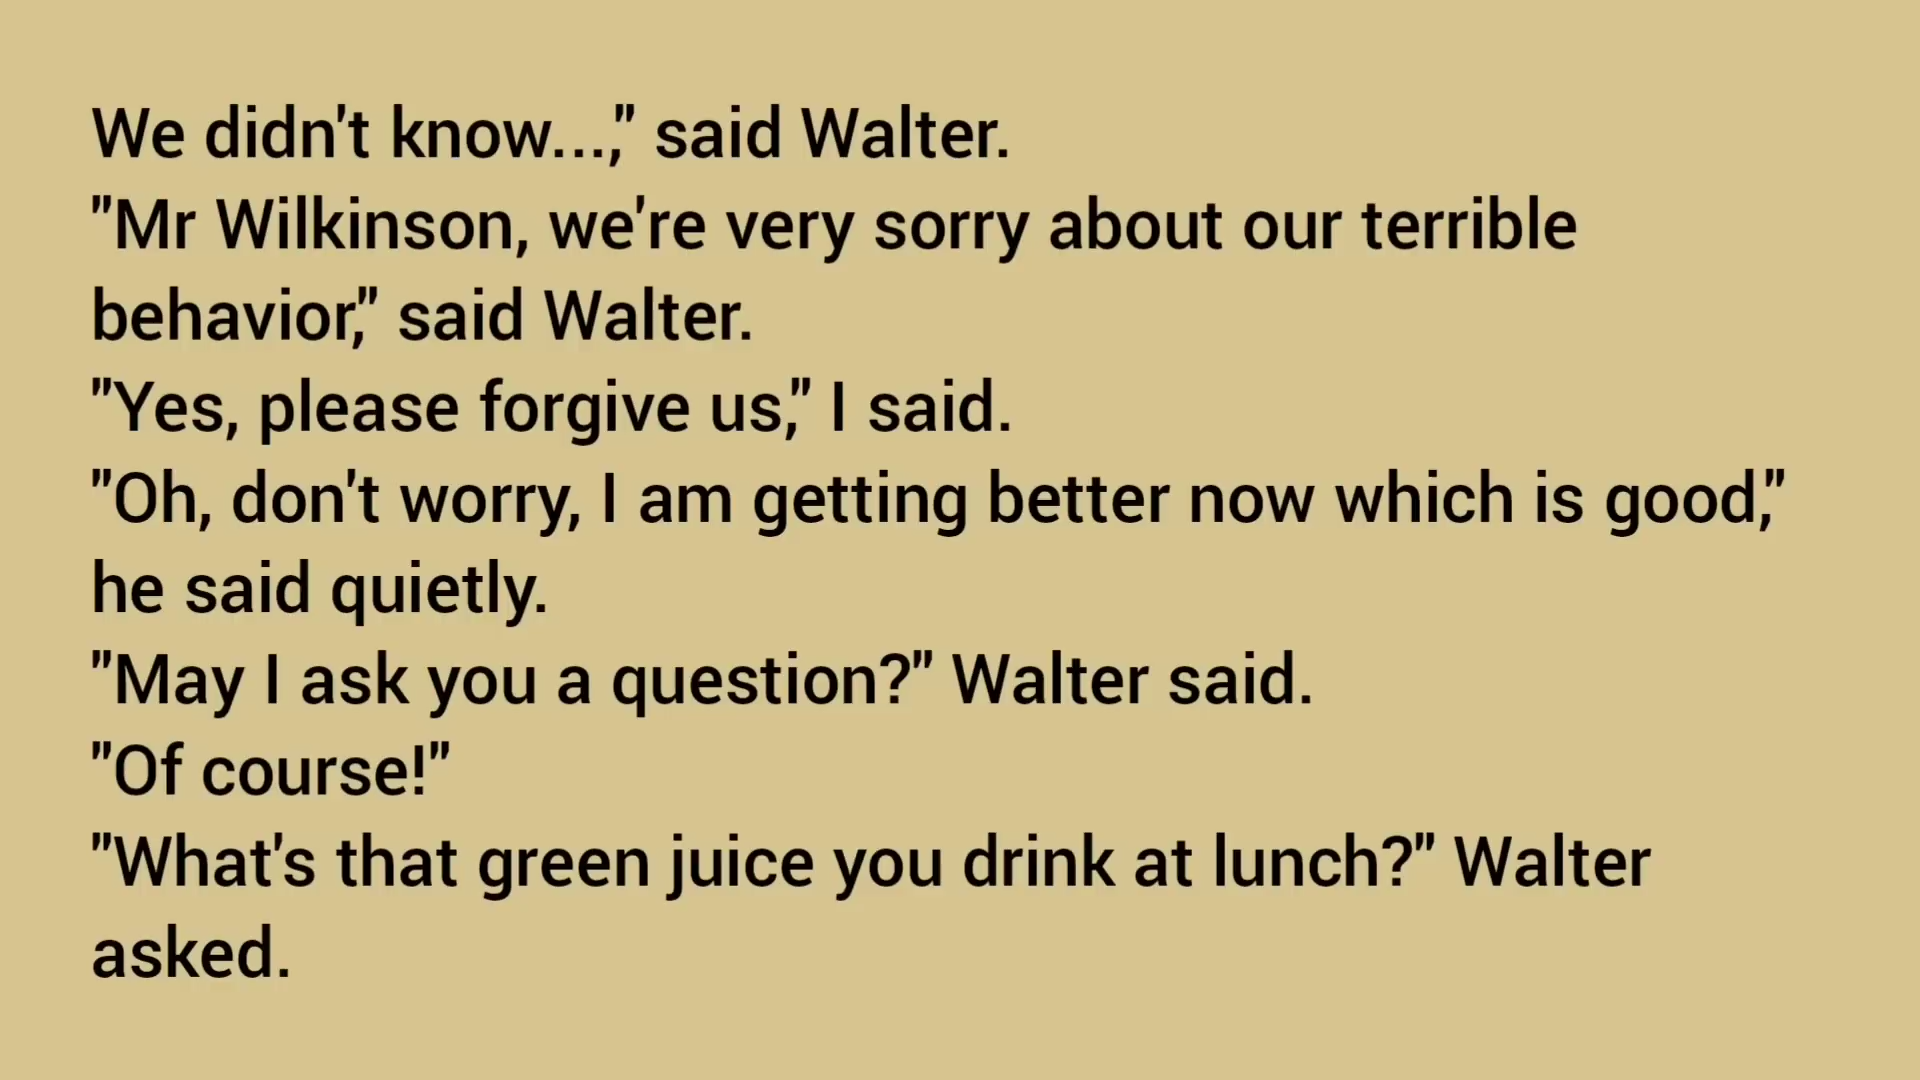 We didn't know...," said Walter.
"Mr Wilkinson, we're very sorry about our terrible
behavior," said Walter.
"Yes, please forgive us," I said.
"Oh, don't worry, I am getting better now which is good,"
he said quietly.
"May I ask you a question?" Walter said.
"Of course!"
"What's that green juice you drink at lunch?" Walter
asked.